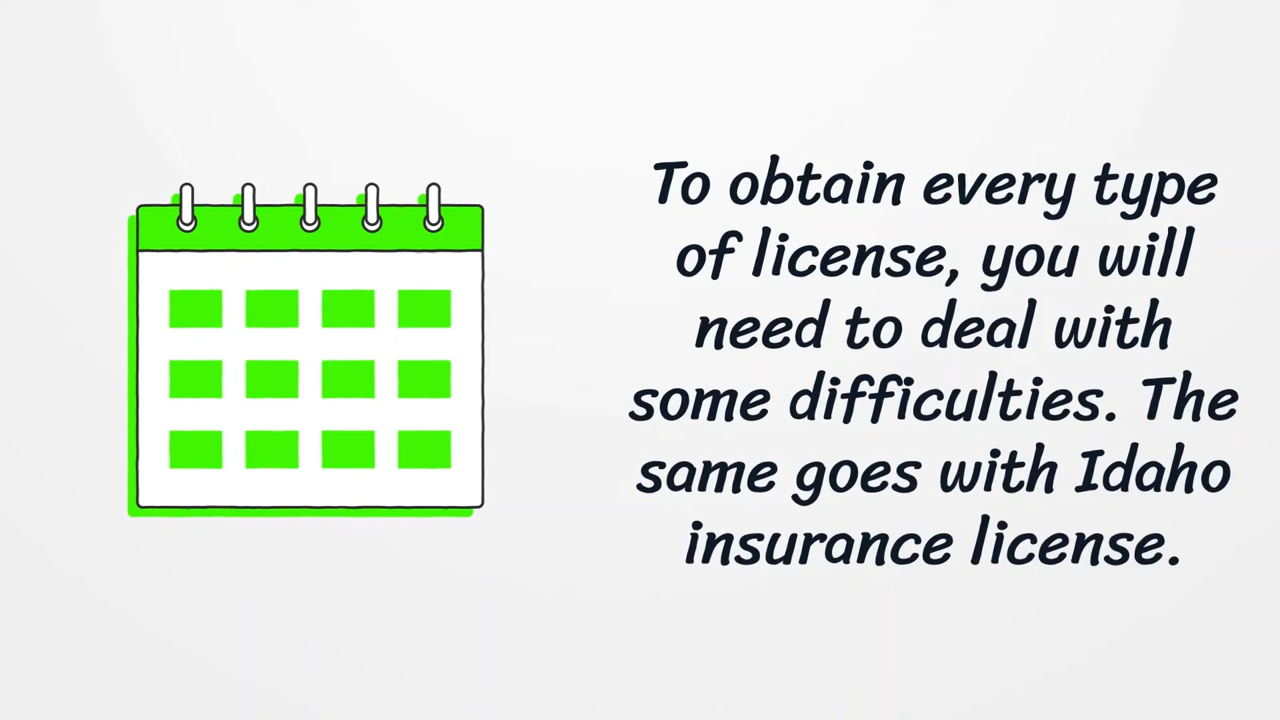 To obtain every type
of license, you will
need to deal with
some difficulties. The
same goes with Idaho
insurance license.